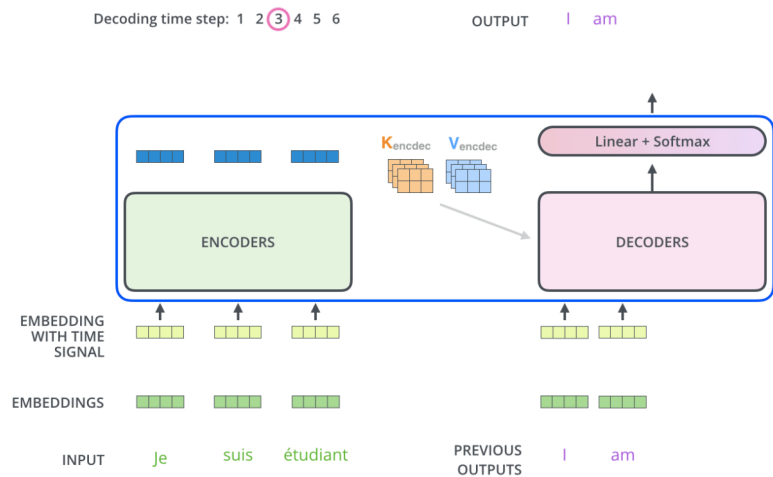 Decoding time step: 1 2 3 4 5 6
OUTPUT I am
Kencdec
Vencdec
Linear + Softmax
ENCODERS
DECODERS
EMBEDDING
WITH TIME
SIGNAL
EMBEDDINGS
INPUT Je suis étudiant
PREVIOUS
OUTPUTS
I am